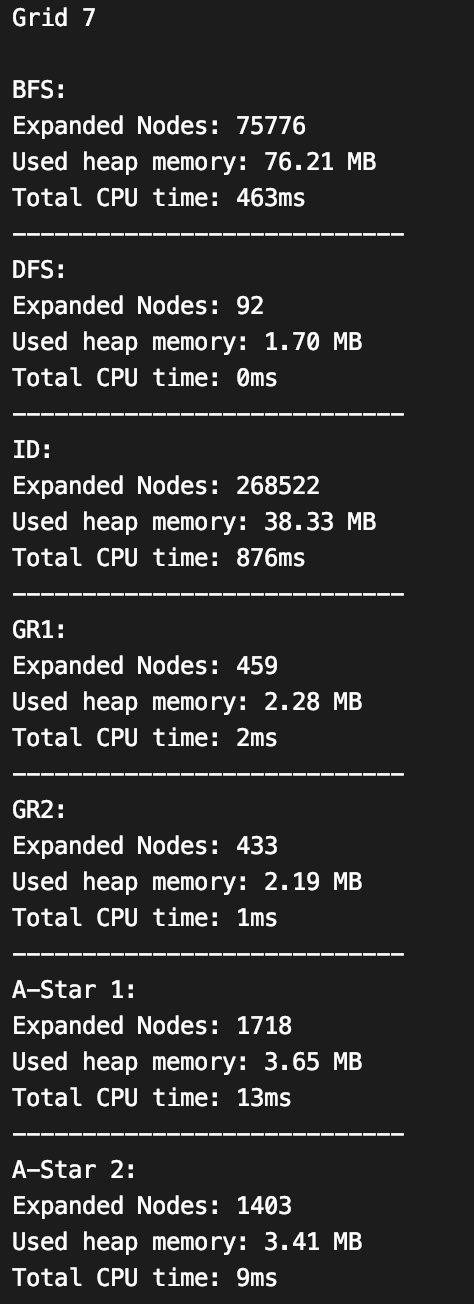 Grid 7
BFS:
Expanded Nodes: 75776
Used heap memory: 76.21 MB
Total CPU time: 463ms
----------------------------
DFS:
Expanded Nodes: 92
Used heap memory: 1.70 MB
Total CPU time: 0ms
----------------------------
ID:
Expanded Nodes: 268522
Used heap memory: 38.33 MB
Total CPU time: 876ms
----------------------------
GR1:
Expanded Nodes: 459
Used heap memory: 2.28 MB
Total CPU time: 2ms
----------------------------
GR2:
Expanded Nodes: 433
Used heap memory: 2.19 MB
Total CPU time: 1ms
----------------------------
A-Star 1:
Expanded Nodes: 1718
Used heap memory: 3.65 MB
Total CPU time: 13ms
----------------------------
A-Star 2:
Expanded Nodes: 1403
Used heap memory: 3.41 MB
Total CPU time: 9ms